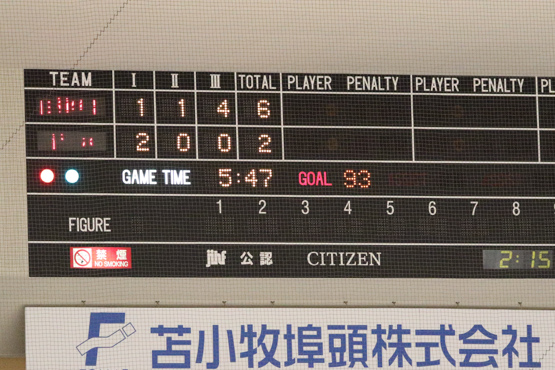 TEAM I II III TOTAL PLAYER PENALTY PLAYER PENALTY PL
1 1 4 6
2 0 0 2
GAME TIME 5:47 GOAL 93
1 2 3 4 5 6 7 8
FIGURE
禁煙
NO SMOKING
jihf 公認 CITIZEN 2:15
苫小牧埠頭株式会社